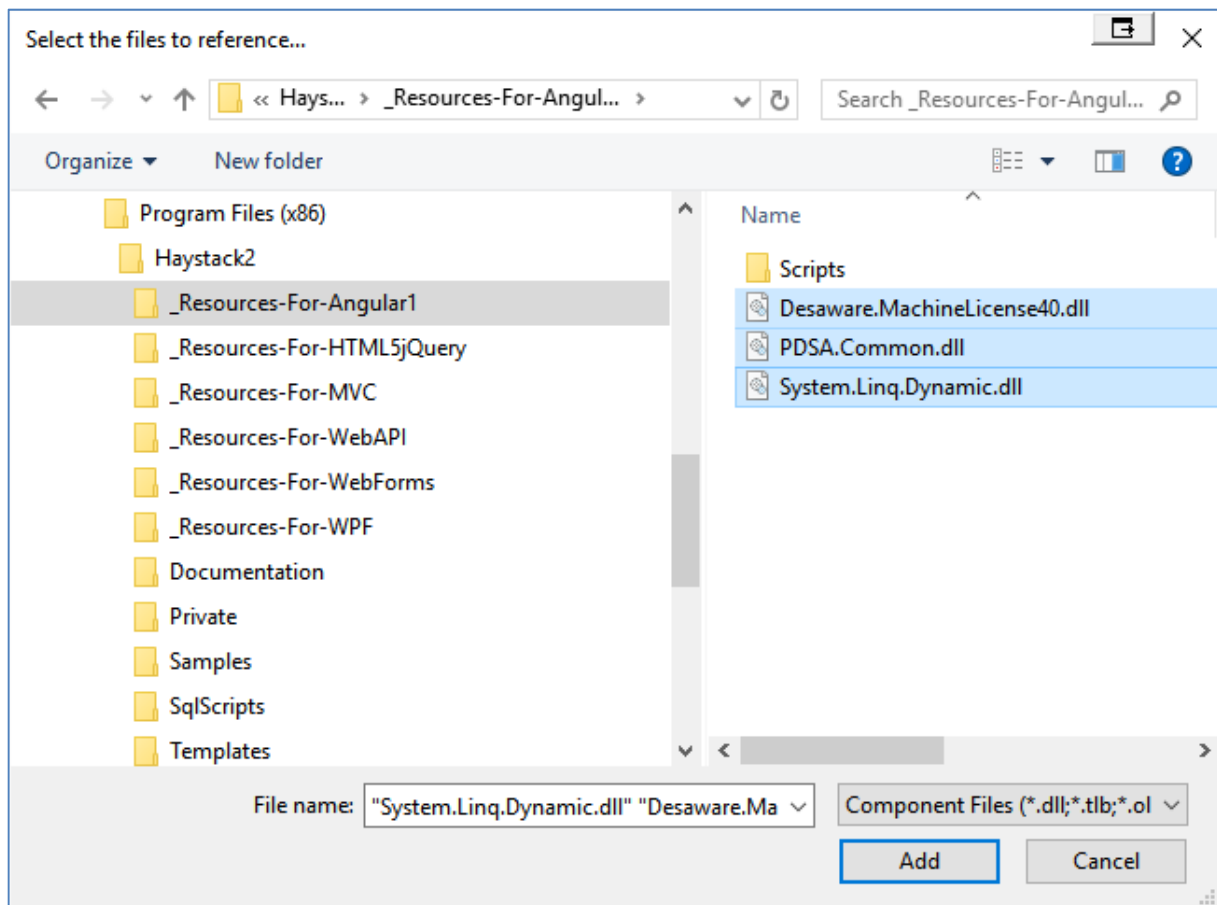 Select the files to reference...
« Hays... > _Resources-For-Angul... >
Search _Resources-For-Angul...
Organize
New folder
?
Program Files (x86)
Haystack2
_Resources-For-Angular1
_Resources-For-HTML5jQuery
_Resources-For-MVC
_Resources-For-WebAPI
_Resources-For-WebForms
_Resources-For-WPF
Documentation
Private
Samples
SqlScripts
Templates
Name
Scripts
Desaware.MachineLicense40.dll
PDSA.Common.dll
System.Linq.Dynamic.dll
File name:
"System.Linq.Dynamic.dll" "Desaware.Ma
Component Files (*.dll;*.tlb;*.ol
Add
Cancel